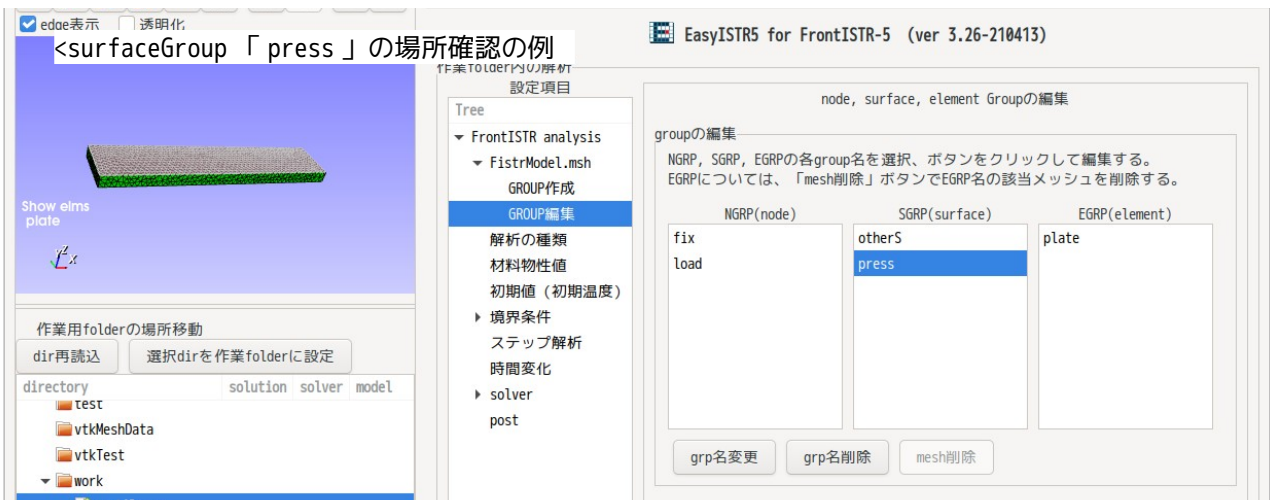 edge表示 透明化
<surfaceGroup 「press」の場所確認の例
EasyISTR5 for FrontISTR-5 (ver 3.26-210413)
作業folder内の解析
設定項目
Tree
FrontISTR analysis
FistrModel.msh
GROUP作成
GROUP編集
解析の種類
材料物性値
初期値(初期温度)
境界条件
ステップ解析
時間変化
solver
post
node, surface, element Groupの編集
groupの編集
NGRP, SGRP, EGRPの各group名を選択、ボタンをクリックして編集する。
EGRPについては、「mesh削除」ボタンでEGRP名の該当メッシュを削除する。
NGRP(node) SGRP(surface) EGRP(element)
fix otherS plate
load press
grp名変更 grp名削除 mesh削除
Show elms
plate
Z
X
作業用folderの場所移動
dir再読込 選択dirを作業folderに設定
directory solution solver model
test
vtkMeshData
vtkTest
work